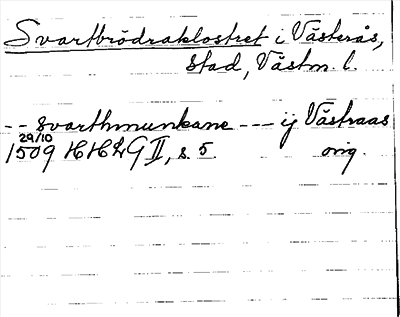 Svartbrödraklostret i Västerås,
stad, Västm. l.
-- svarthmunkane --- ij Västraas
29/10
1509 HHLG II, s. 5. orig.